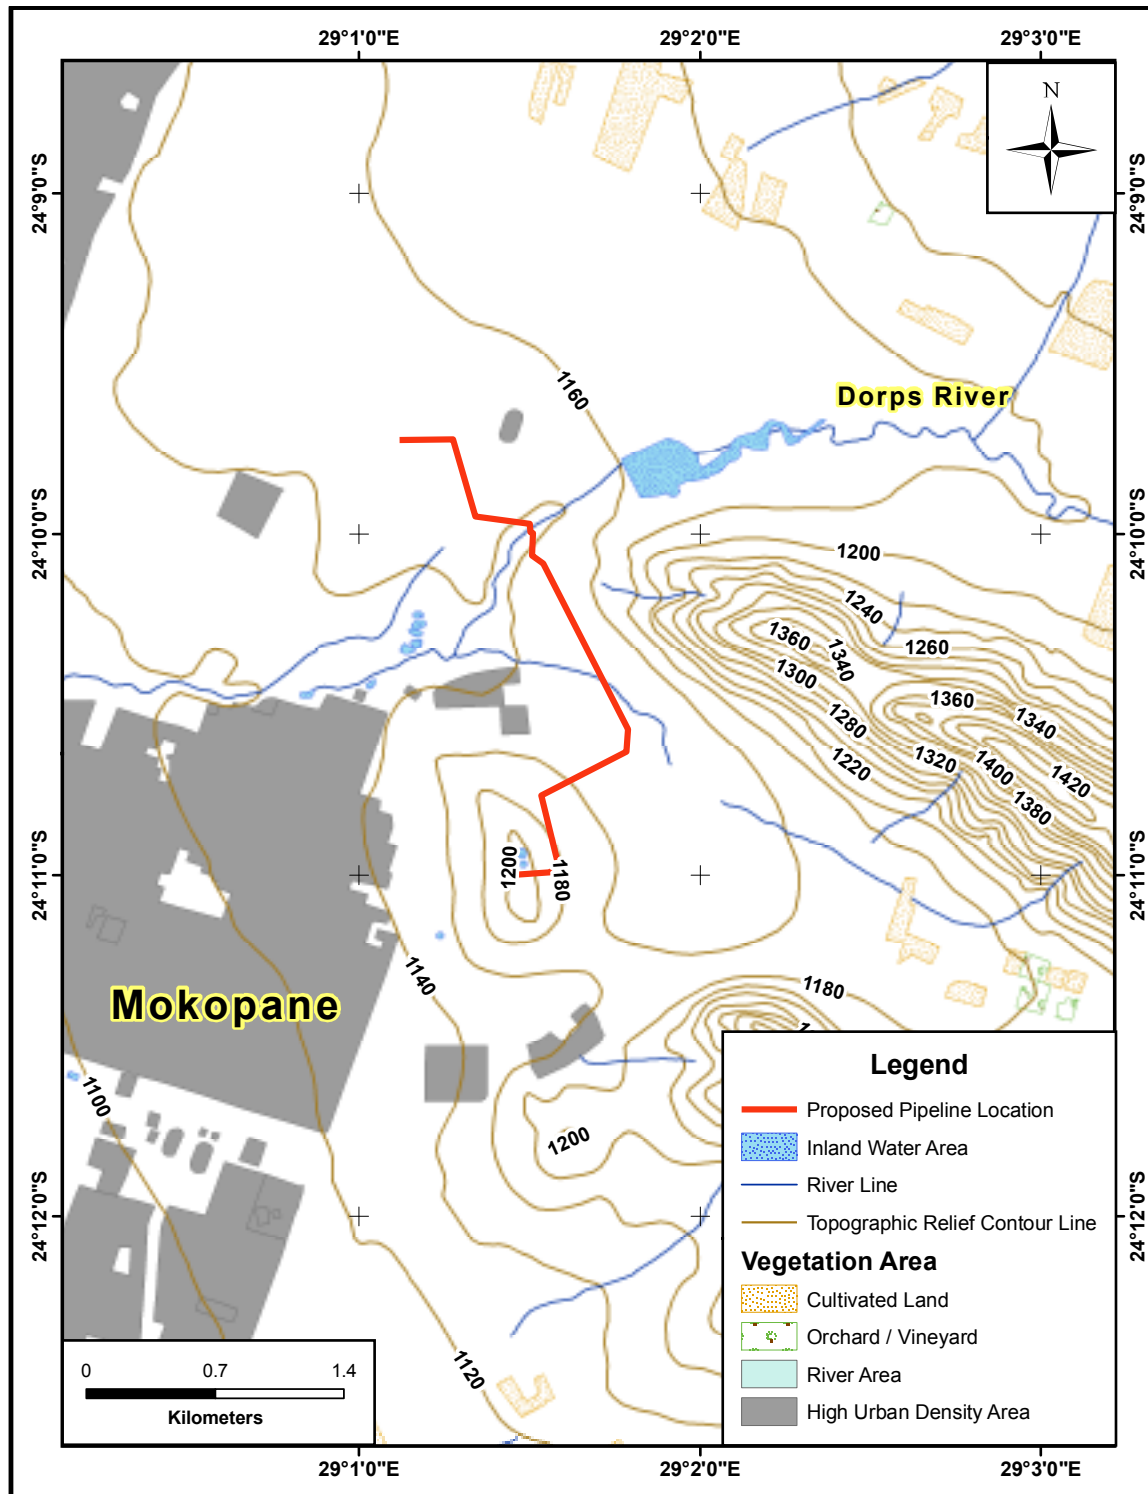 29°1'0"E
29°2'0"E
29°3'0"E
N
24°9'0"S
24°9'0"S
1160
Dorps River
24°10'0"S
24°10'0"S
1200
1240
1360
1340
1260
1300
1360
1280
1340
1320
1220
1400
1420
1380
24°11'0"S
24°11'0"S
1200
1180
1140
1180
Mokopane
1100
1200
24°12'0"S
24°12'0"S
1120
Legend
Proposed Pipeline Location
Inland Water Area
River Line
Topographic Relief Contour Line
Vegetation Area
Cultivated Land
Orchard / Vineyard
River Area
High Urban Density Area
0 0.7 1.4
Kilometers
29°1'0"E
29°2'0"E
29°3'0"E